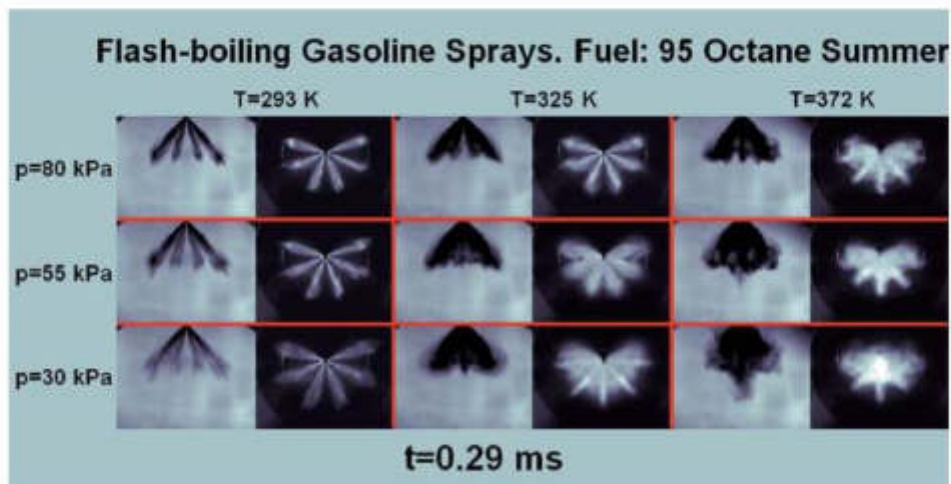 Flash-boiling Gasoline Sprays. Fuel: 95 Octane Summer
T=293 K T=325 K T=372 K
p=80 kPa
p=55 kPa
p=30 kPa
t=0.29 ms